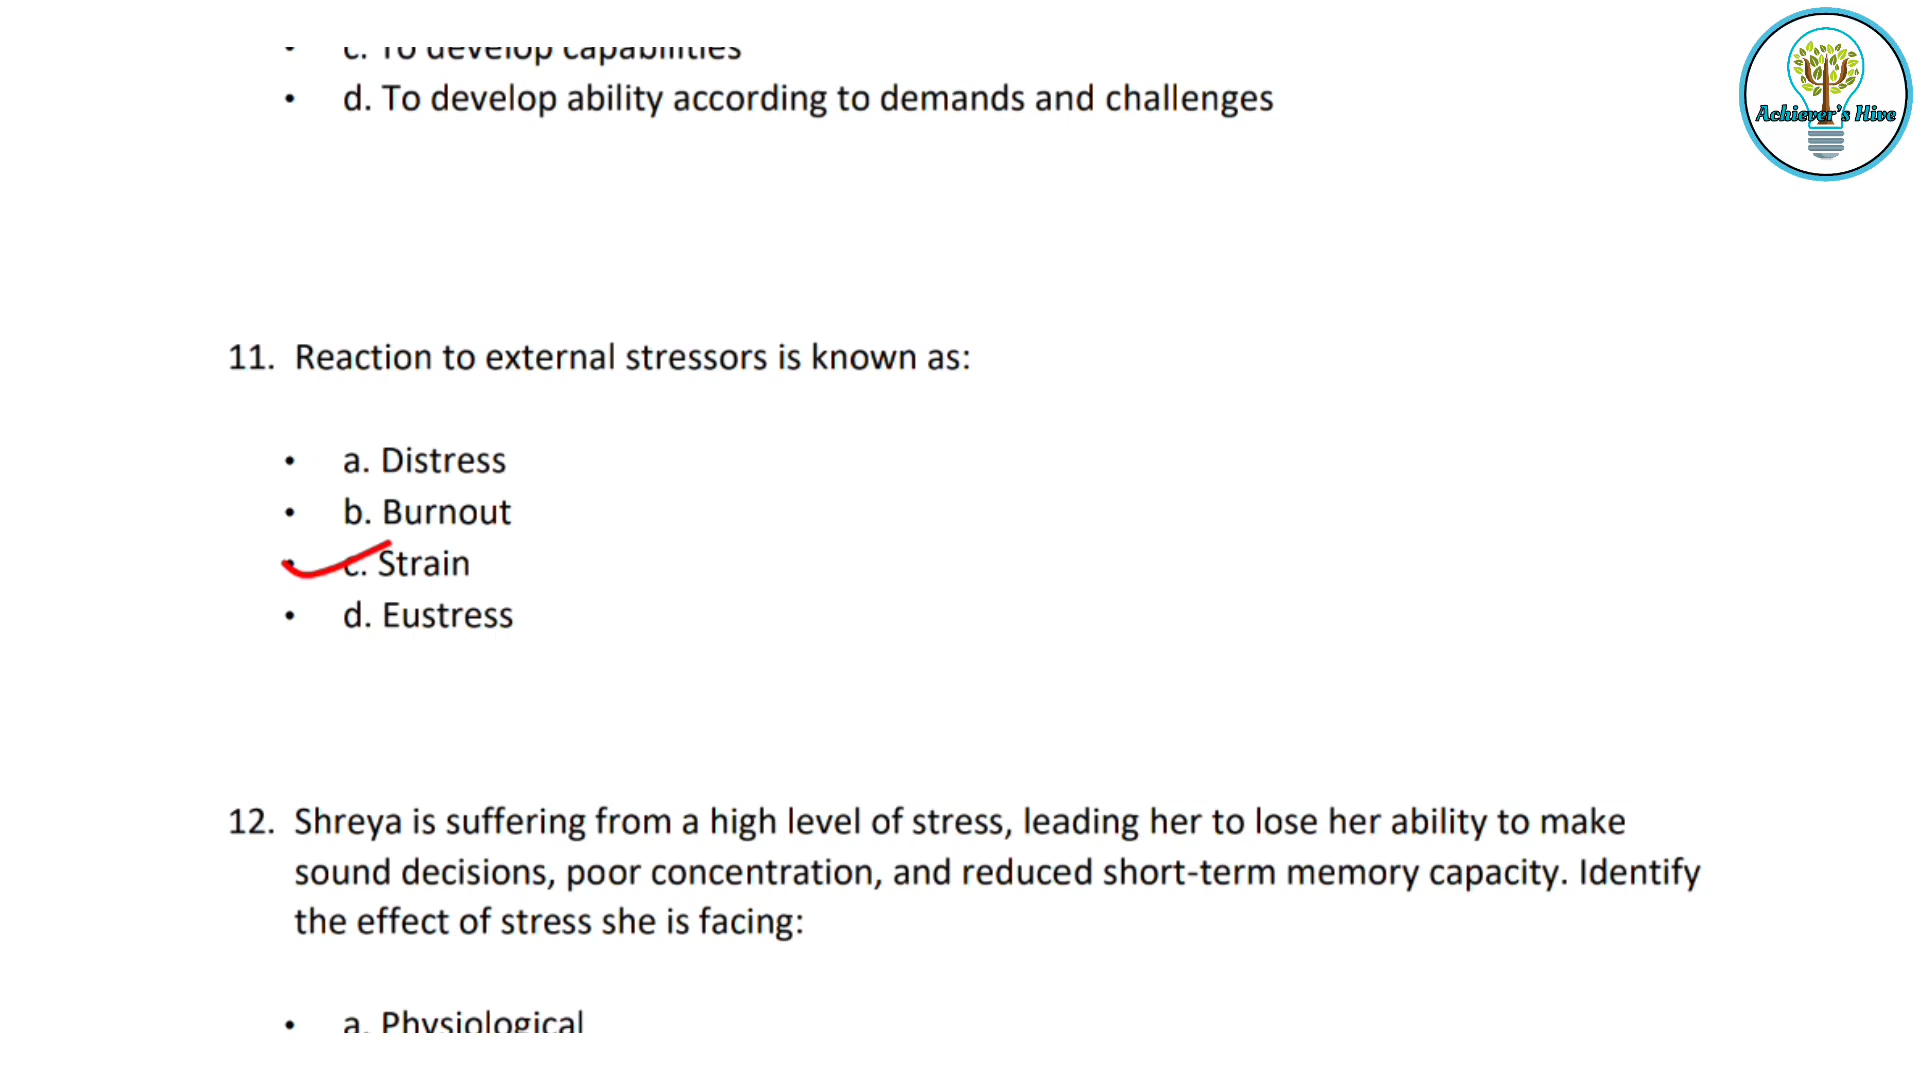 • c. To develop capabilities
• d. To develop ability according to demands and challenges
Achiever's Hive
11. Reaction to external stressors is known as:
• a. Distress
• b. Burnout
• c. Strain
• d. Eustress
12. Shreya is suffering from a high level of stress, leading her to lose her ability to make
sound decisions, poor concentration, and reduced short-term memory capacity. Identify
the effect of stress she is facing:
• a. Physiological